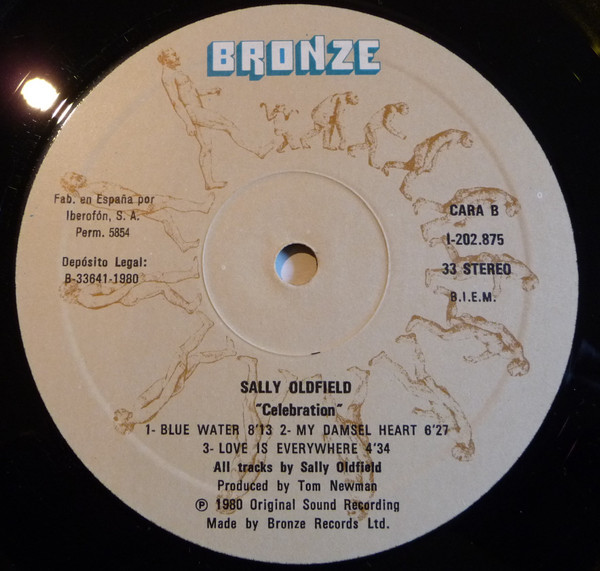 BRONZE
Fab. en España por
Iberofón, S. A.
Perm. 5854
Depósito Legal:
B-33641-1980
CARA B
I-202.875
33 STEREO
B.I.E.M.
SALLY OLDFIELD
"Celebration"
1- BLUE WATER 8'13 2- MY DAMSEL HEART 6'27
3- LOVE IS EVERYWHERE 4'34
All tracks by Sally Oldfield
Produced by Tom Newman
Ⓟ 1980 Original Sound Recording
Made by Bronze Records Ltd.